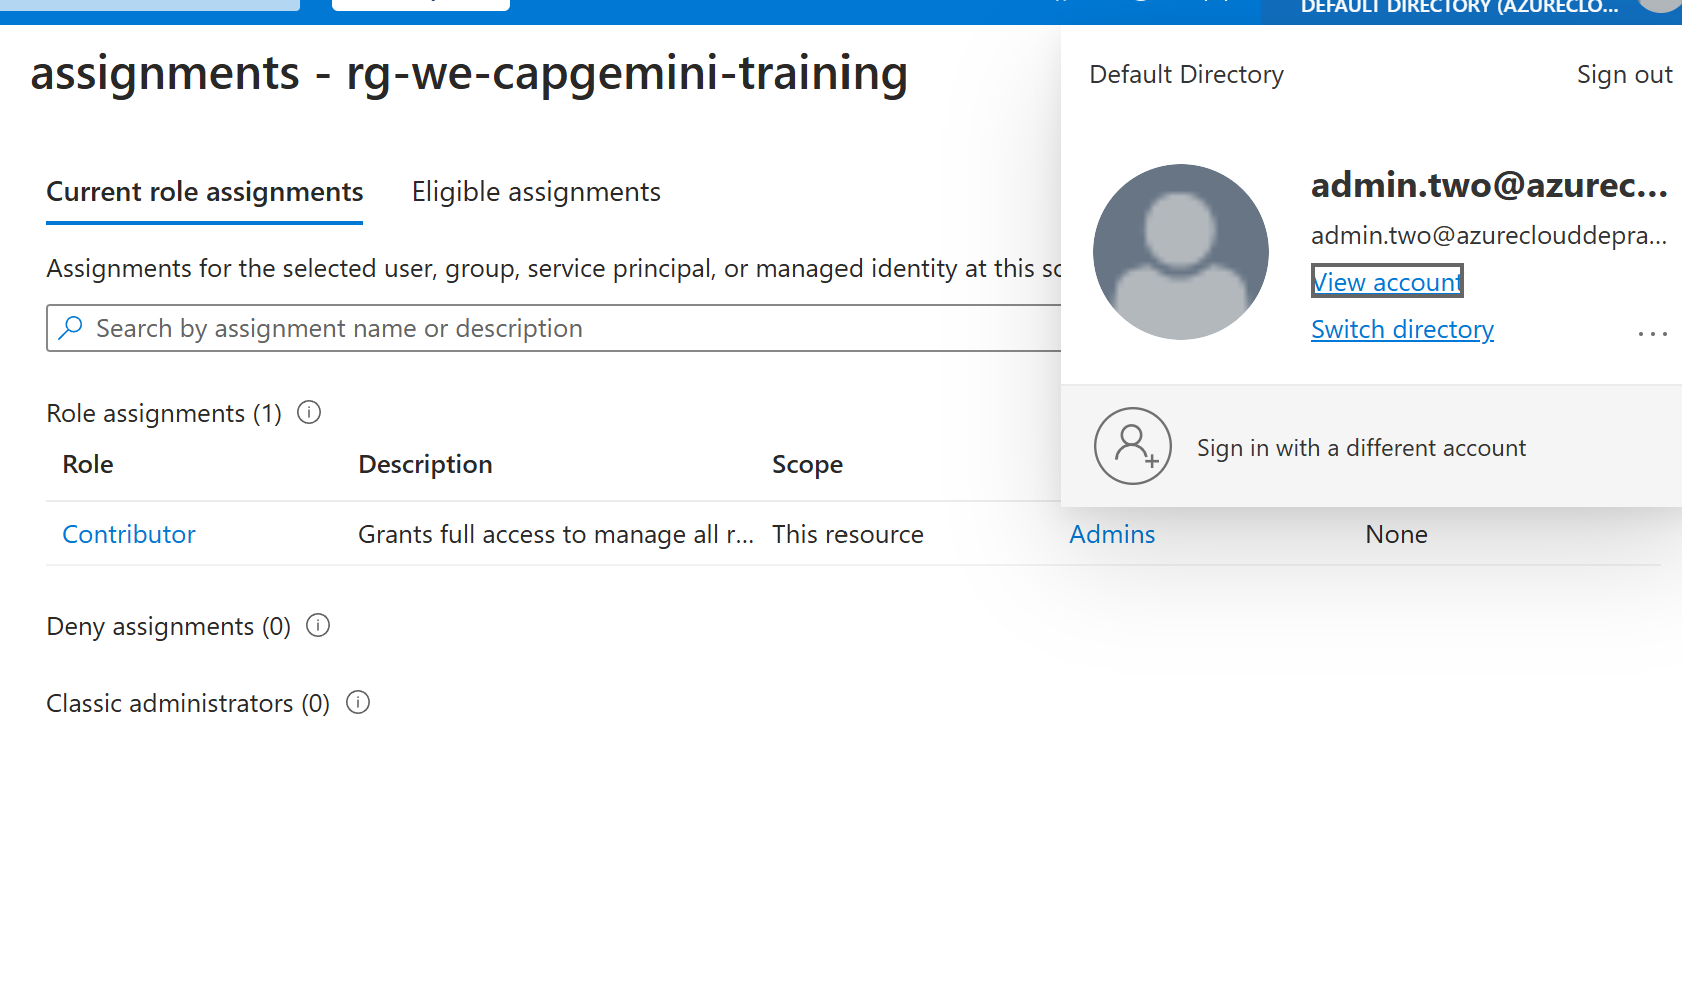 DEFAULT DIRECTORY (AZURECLO...
assignments - rg-we-capgemini-training
Default Directory
Sign out
admin.two@azurec...
admin.two@azureclouddepra...
View account
Switch directory
...
Sign in with a different account
Current role assignments
Eligible assignments
Assignments for the selected user, group, service principal, or managed identity at this sc
Search by assignment name or description
Role assignments (1)
Role
Description
Scope
Contributor
Grants full access to manage all r...
This resource
Admins
None
Deny assignments (0)
Classic administrators (0)